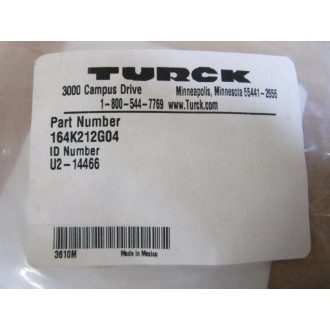 TURCK
3000 Campus Drive Minneapolis, Minnesota 55441-2656
1-800-544-7769 www.Turck.com
Part Number
164K212G04
ID Number
U2-14466
3610M Made in Mexico